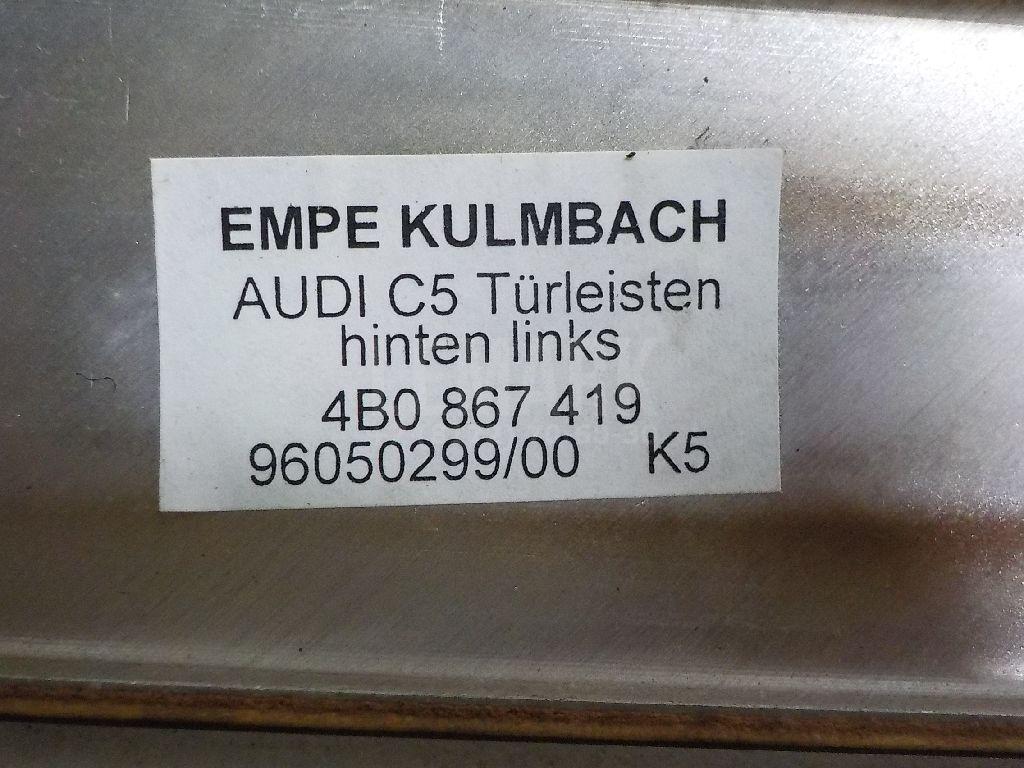 EMPE KULMBACH
AUDI C5 Türleisten
hinten links
4B0 867 419
96050299/00 K5